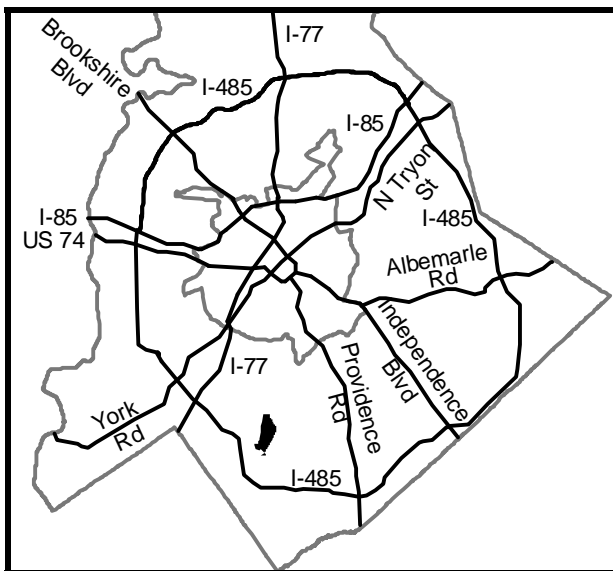 I-77
Brookshire
Blvd
I-485
I-85
N Tryon
St
I-85
US 74
I-485
Albemarle
Rd
Independence
Blvd
Providence
Rd
I-77
York
Rd
I-485